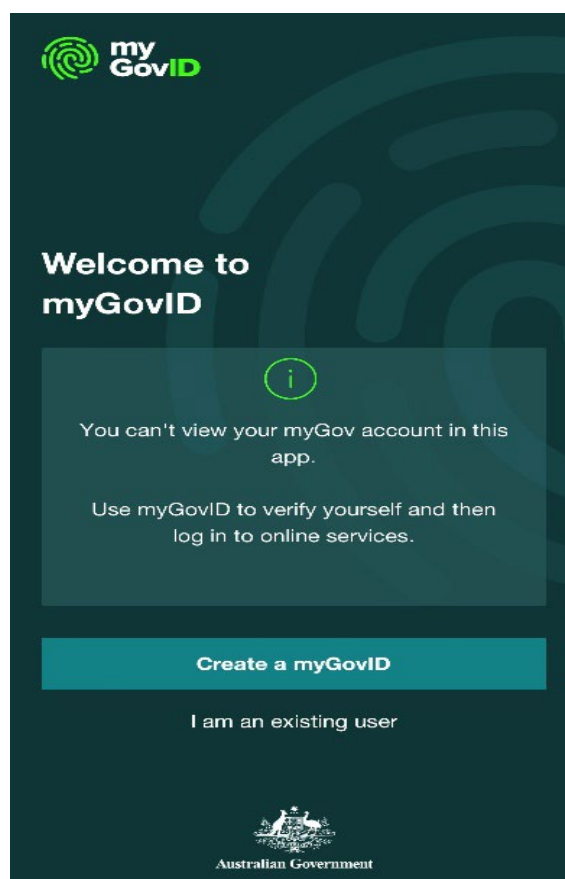 my
GovID
Welcome to
myGovID
i
You can't view your myGov account in this
app.
Use myGovID to verify yourself and then
log in to online services.
Create a myGovID
I am an existing user
Australian Government